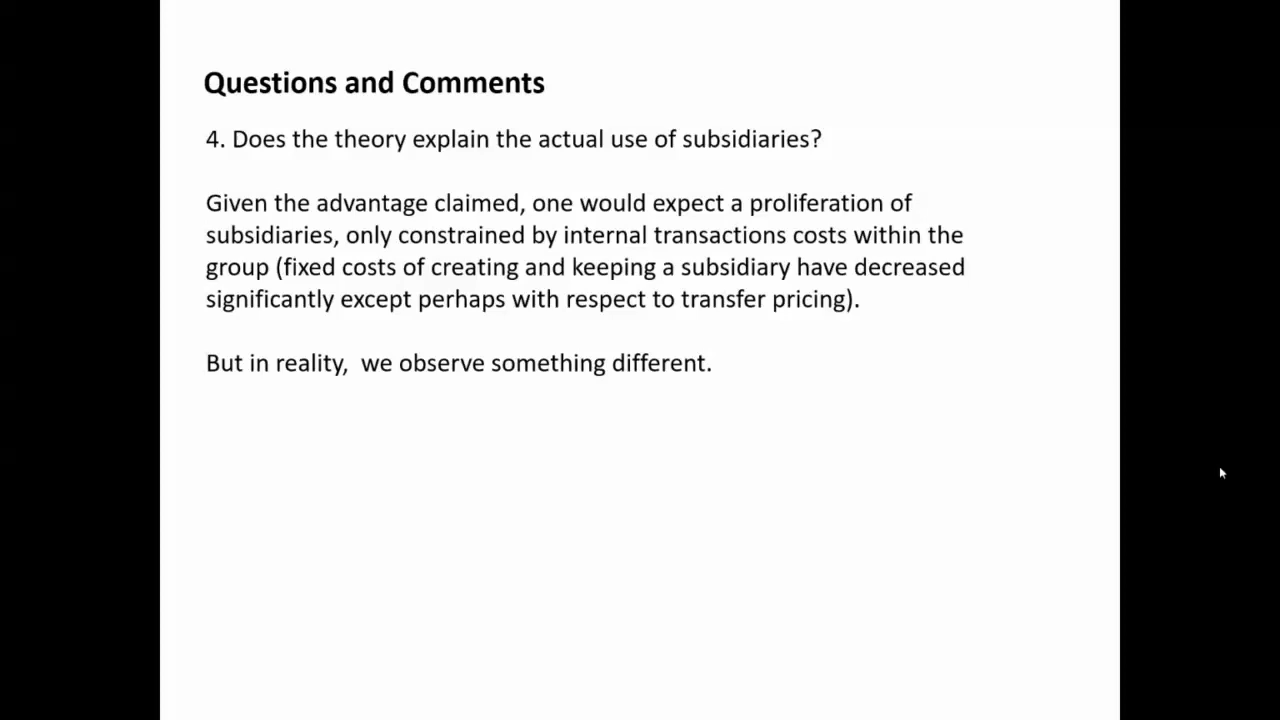 Questions and Comments
4. Does the theory explain the actual use of subsidiaries?
Given the advantage claimed, one would expect a proliferation of
subsidiaries, only constrained by internal transactions costs within the
group (fixed costs of creating and keeping a subsidiary have decreased
significantly except perhaps with respect to transfer pricing).
But in reality,  we observe something different.